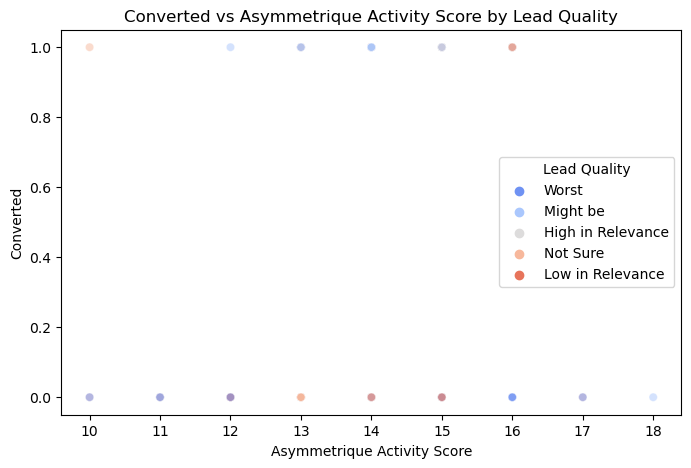 Converted vs Asymmetrique Activity Score by Lead Quality
1.0
0.8
0.6
0.4
0.2
0.0
Converted
Lead Quality
Worst
Might be
High in Relevance
Not Sure
Low in Relevance
10 11 12 13 14 15 16 17 18
Asymmetrique Activity Score